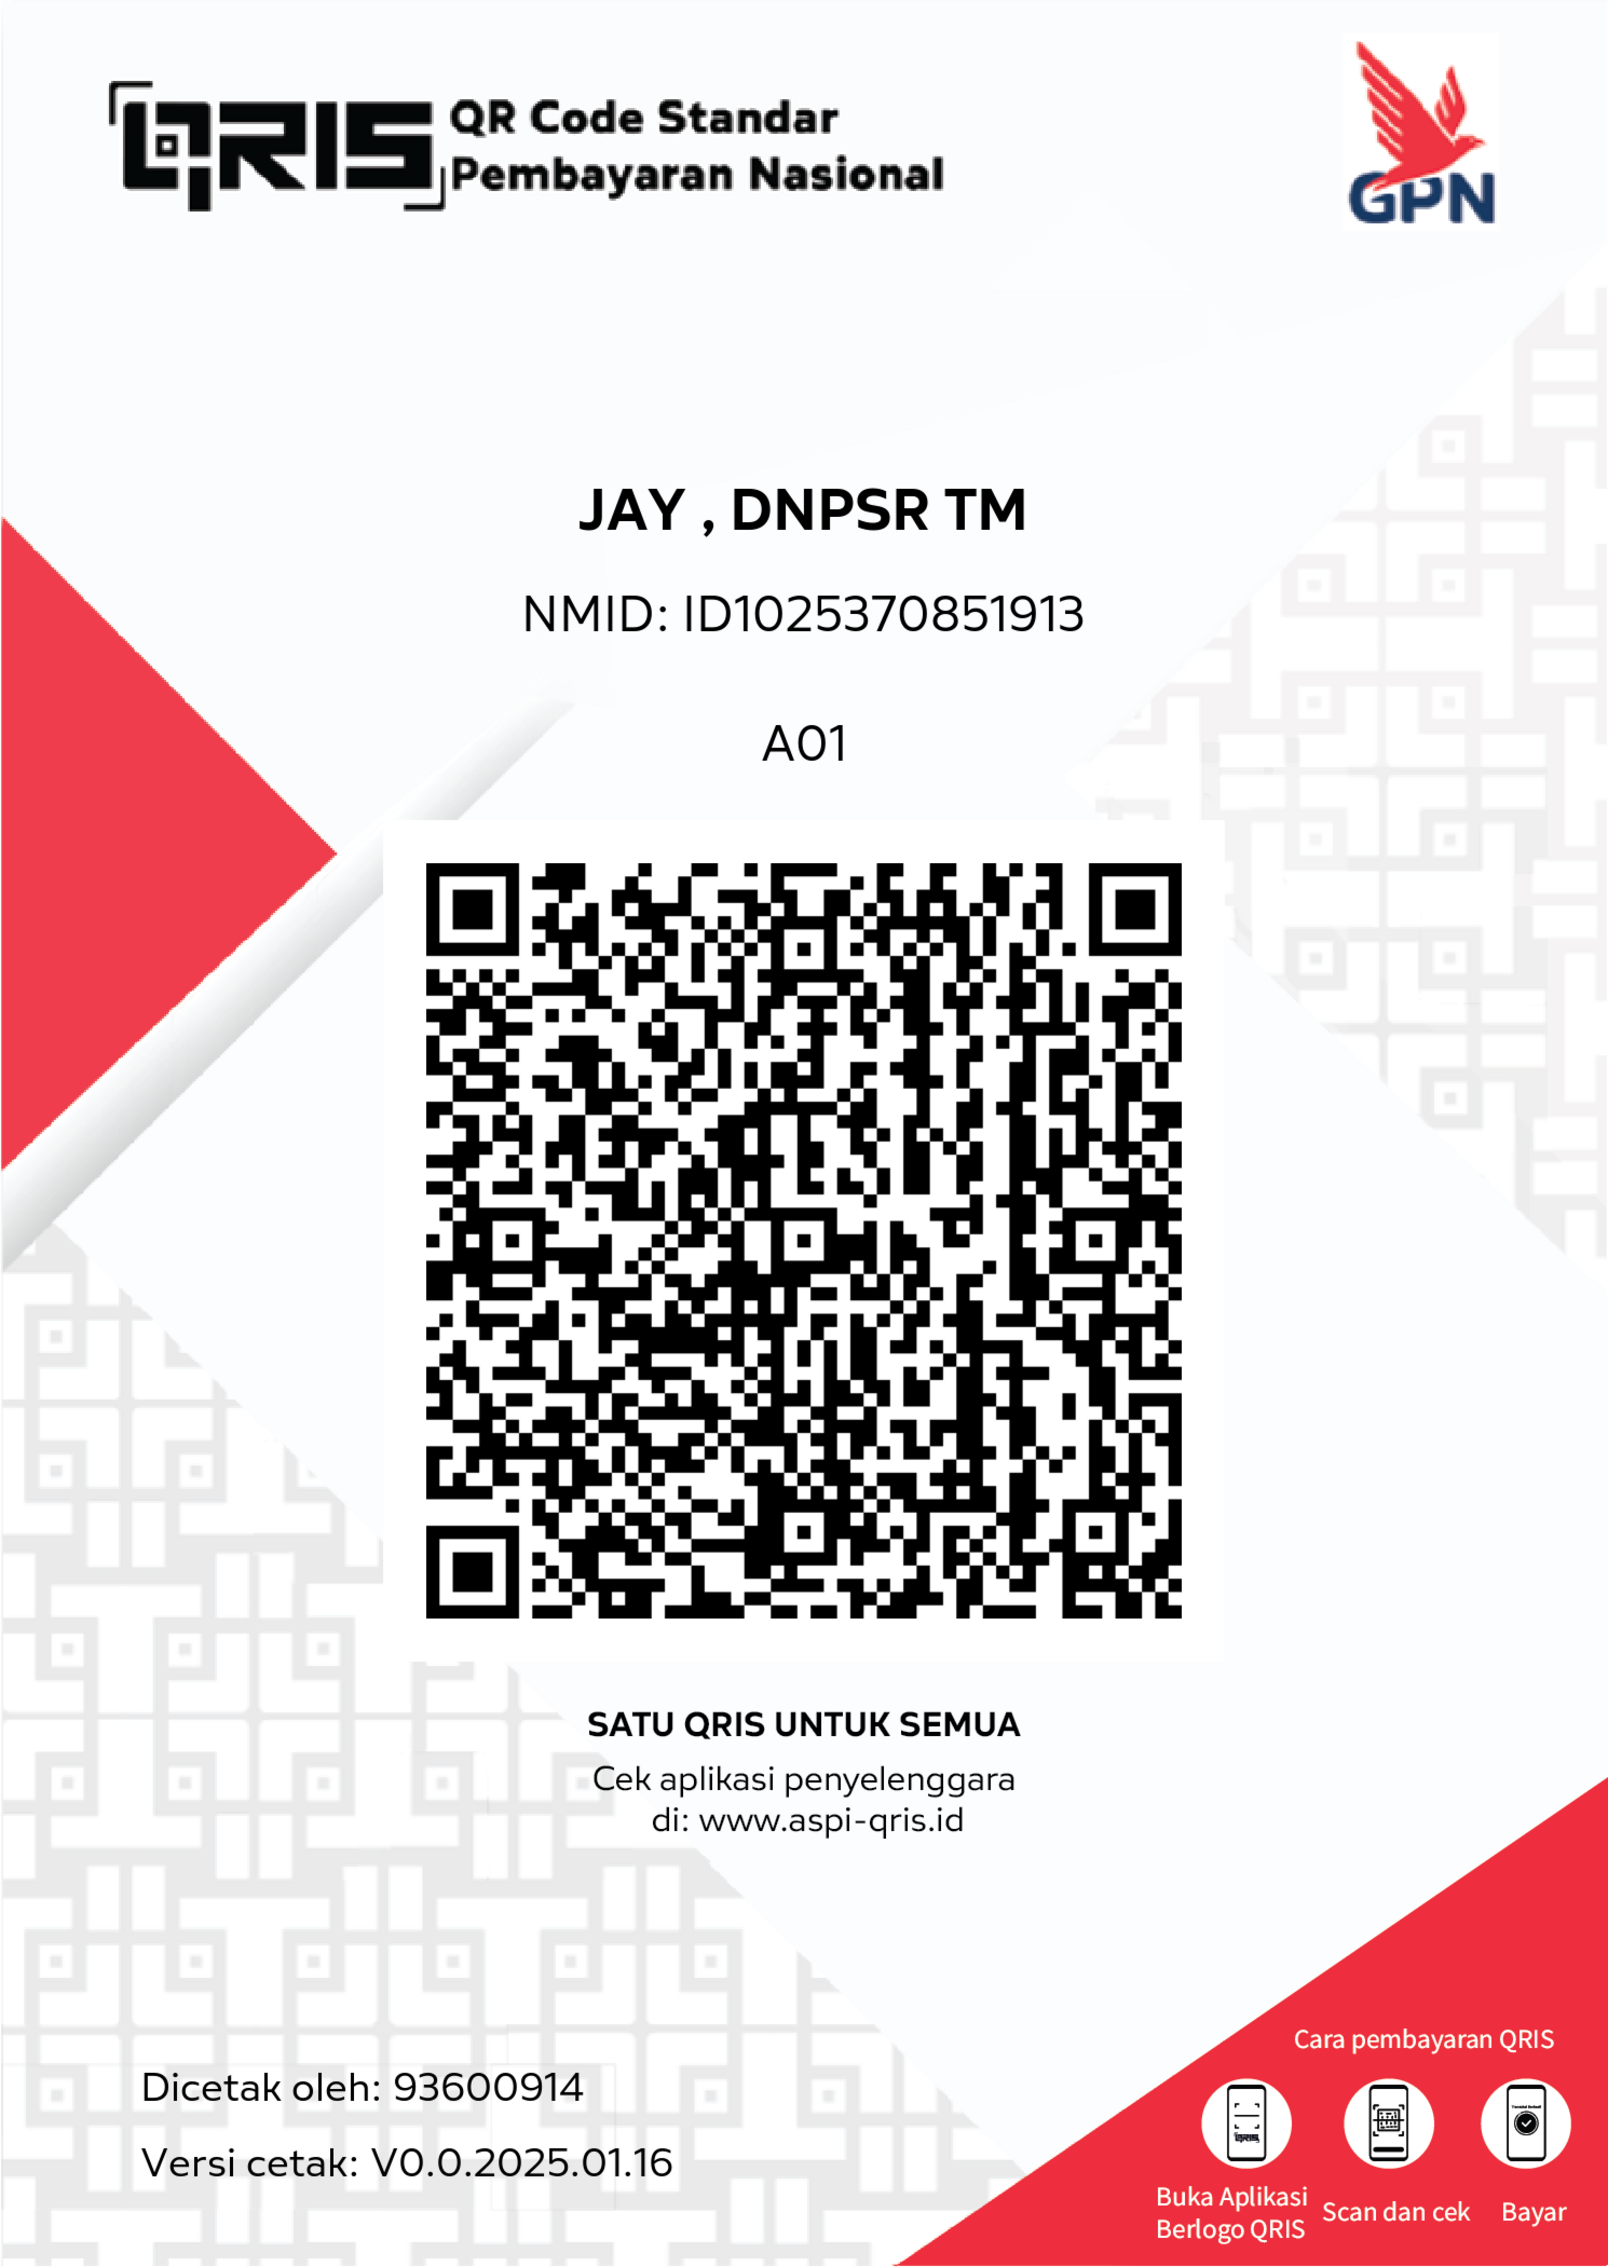 QRIS QR Code Standar
Pembayaran Nasional
GPN
JAY , DNPSR TM
NMID: ID1025370851913
A01
SATU QRIS UNTUK SEMUA
Cek aplikasi penyelenggara
di: www.aspi-qris.id
Dicetak oleh: 93600914
Versi cetak: V0.0.2025.01.16
Cara pembayaran QRIS
Buka Aplikasi
Berlogo QRIS
Scan dan cek
Bayar